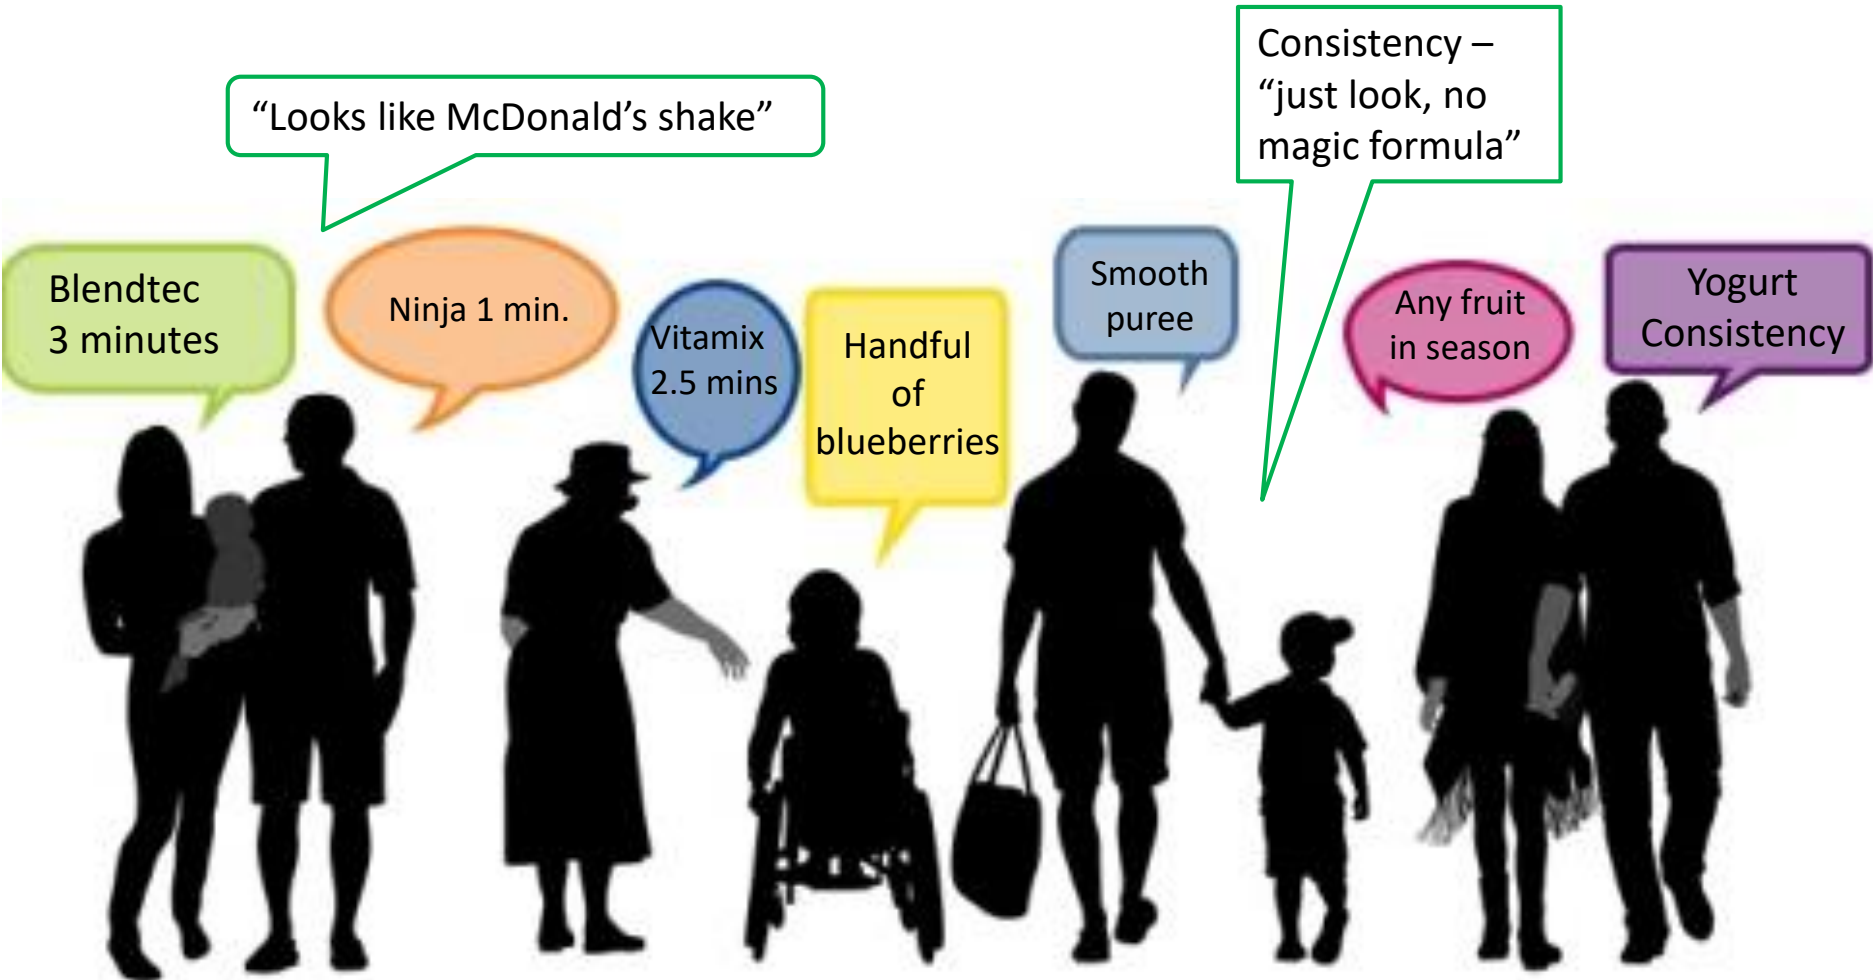 “Looks like McDonald’s shake”
Consistency –
“just look, no
magic formula”
Blendtec
3 minutes
Ninja 1 min.
Vitamix
2.5 mins
Handful
of
blueberries
Smooth
puree
Any fruit
in season
Yogurt
Consistency